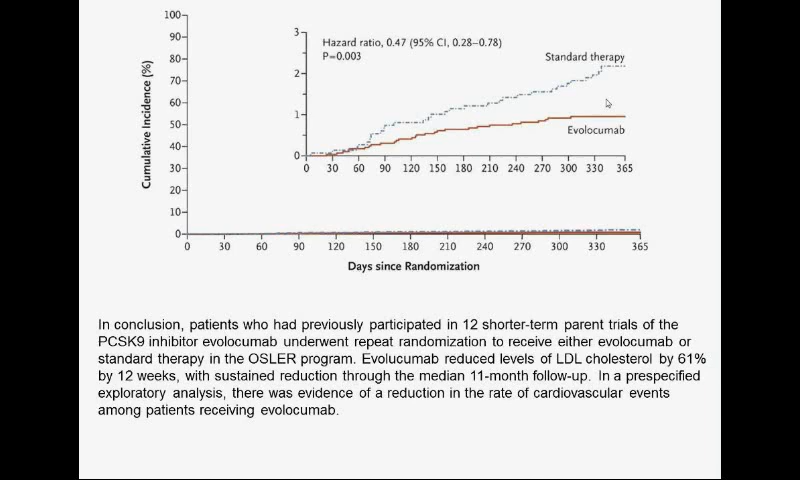 100
90
80
70
60
50
40
30
20
10
0
Cumulative Incidence (%)
3
2
1
0
Hazard ratio, 0.47 (95% CI, 0.28–0.78)
P=0.003
Standard therapy
Evolocumab
0 30 60 90 120 150 180 210 240 270 300 330 365
0 30 60 90 120 150 180 210 240 270 300 330 365
Days since Randomization
In conclusion, patients who had previously participated in 12 shorter-term parent trials of the
PCSK9 inhibitor evolocumab underwent repeat randomization to receive either evolocumab or
standard therapy in the OSLER program. Evolucumab reduced levels of LDL cholesterol by 61%
by 12 weeks, with sustained reduction through the median 11-month follow-up. In a prespecified
exploratory analysis, there was evidence of a reduction in the rate of cardiovascular events
among patients receiving evolocumab.